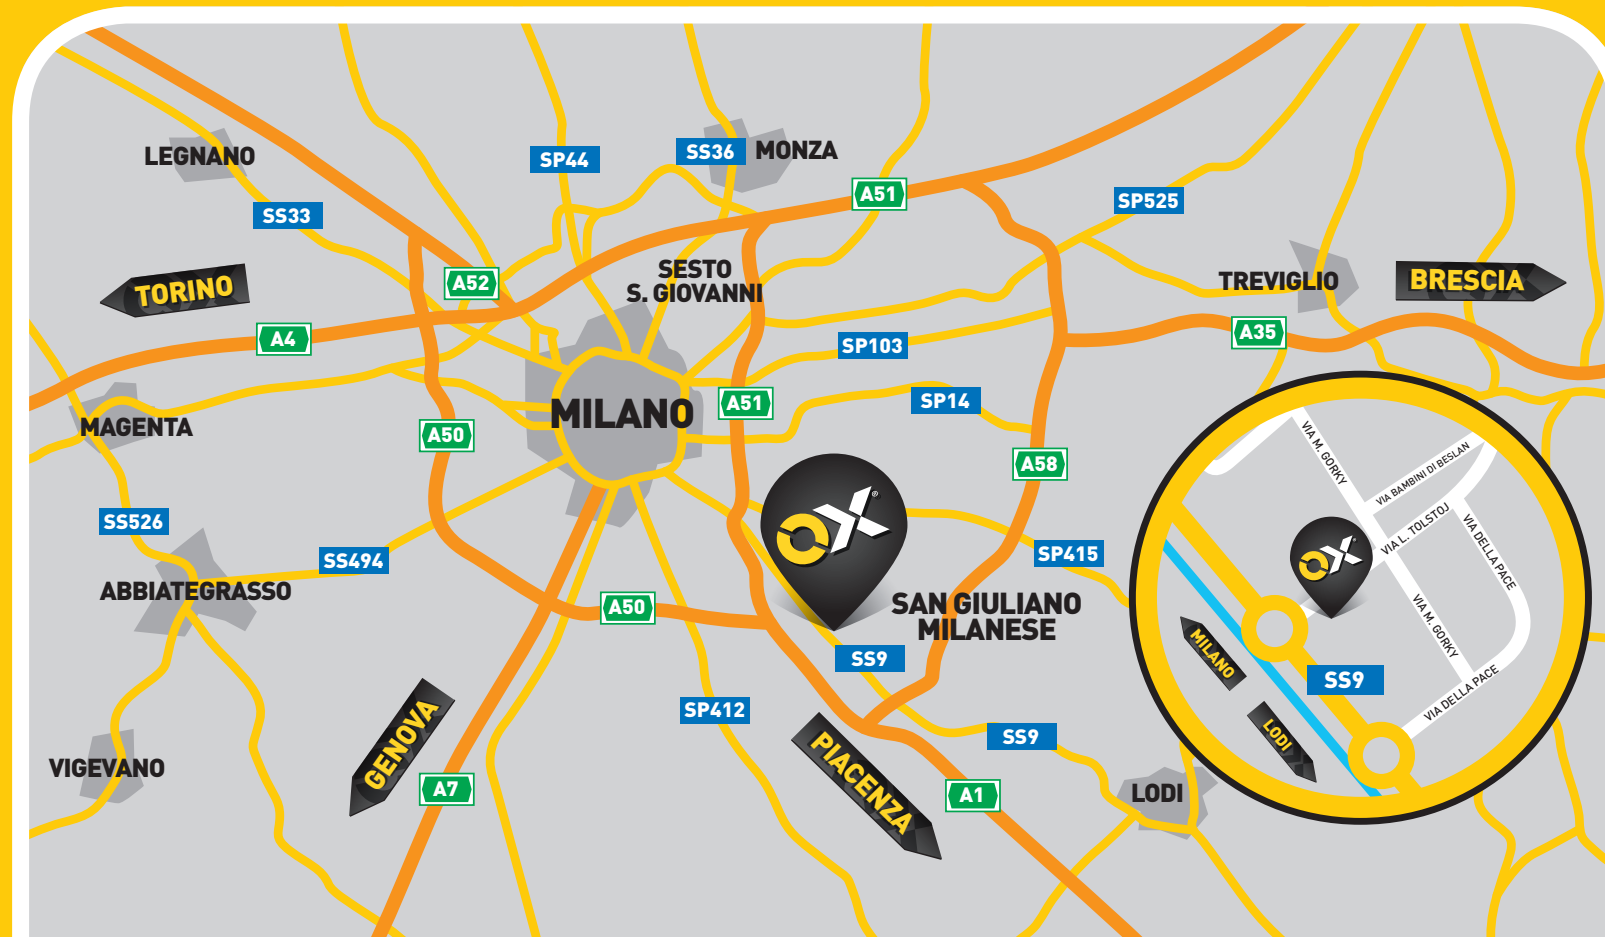 LEGNANO
SP44
SS36
MONZA
A51
SP525
SS33
SESTO
S. GIOVANNI
A52
TORINO
TREVIGLIO
BRESCIA
A4
SP103
A35
MAGENTA
A50
MILANO
A51
SP14
A58
SS526
SS494
ABBIATEGRASSO
A50
OX®
SP415
SAN GIULIANO
MILANESE
SS9
VIGEVANO
GENOVA
A7
SP412
PIACENZA
SS9
A1
LODI
VIA M. GORKY
VIA BAMBINI DI BESLAN
VIA L. TOLSTOJ
VIA DELLA PACE
OX
VIA M. GORKY
MILANO
SS9
VIA DELLA PACE
LODI